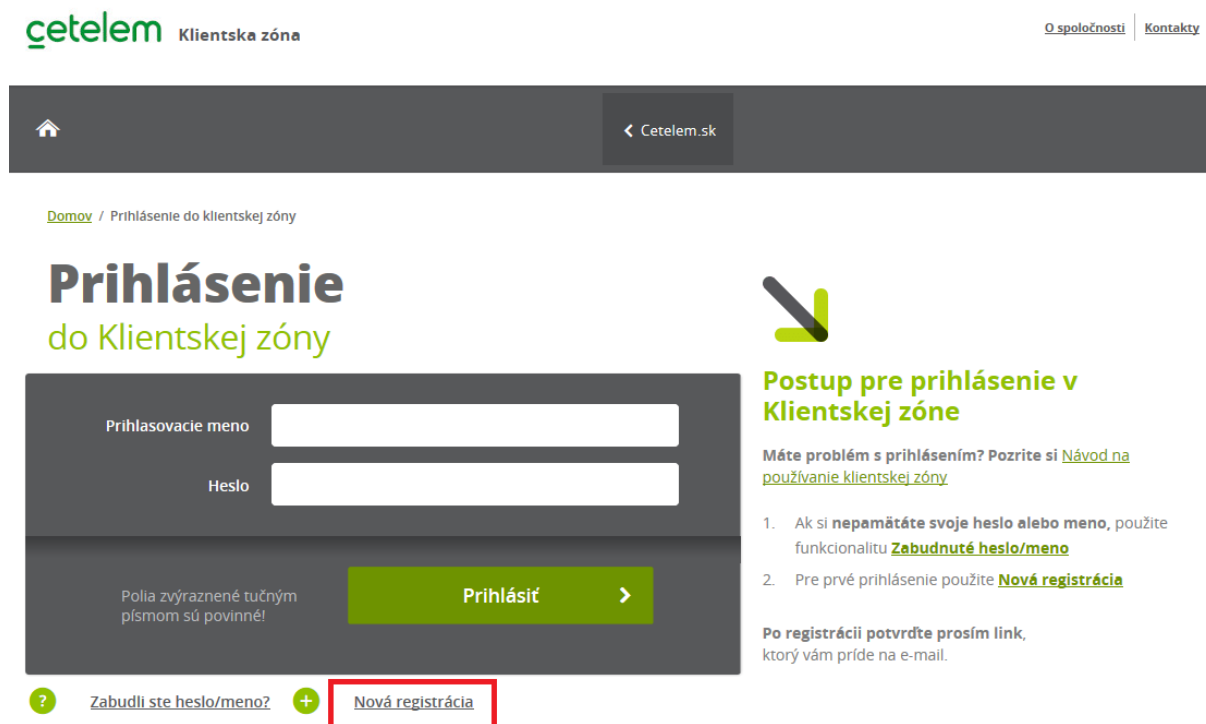 cetelem Klientska zóna
O spoločnosti Kontakty
Cetelem.sk
Domov / Prihlásenie do klientskej zóny
Prihlásenie
do Klientskej zóny
Prihlasovacie meno
Heslo
Polia zvýraznené tučným
písmom sú povinné!
Prihlásiť
? Zabudli ste heslo/meno? + Nová registrácia
Postup pre prihlásenie v
Klientskej zóne
Máte problém s prihlásením? Pozrite si Návod na
používanie klientskej zóny
1. Ak si nepamätáte svoje heslo alebo meno, použite
funkcionalitu Zabudnuté heslo/meno
2. Pre prvé prihlásenie použite Nová registrácia
Po registrácii potvrďte prosím link,
ktorý vám príde na e-mail.